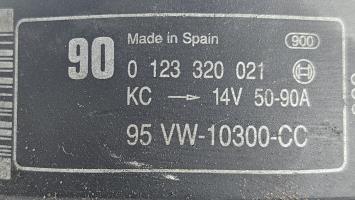 90 Made in Spain 900
0 123 320 021
KC → 14V 50-90A
95 VW-10300-CC